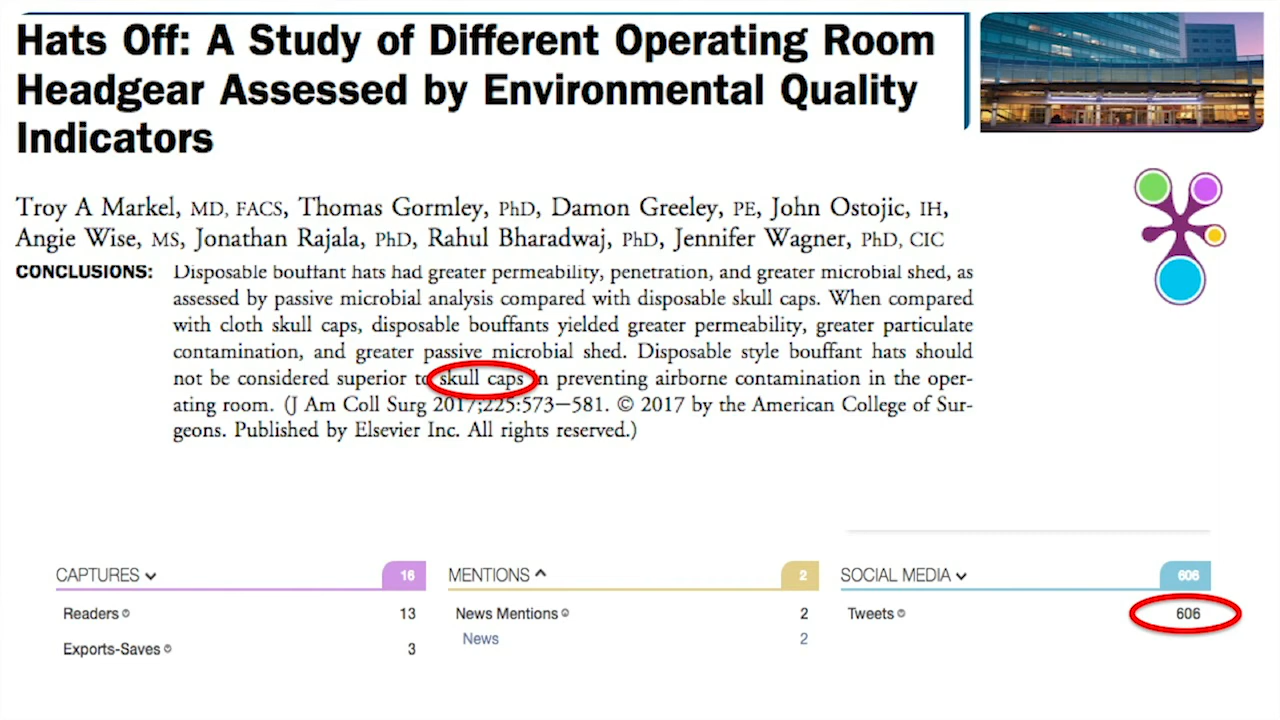 Hats Off: A Study of Different Operating Room
Headgear Assessed by Environmental Quality
Indicators
Troy A Markel, MD, FACS, Thomas Gormley, PhD, Damon Greeley, PE, John Ostojic, IH,
Angie Wise, MS, Jonathan Rajala, PhD, Rahul Bharadwaj, PhD, Jennifer Wagner, PhD, CIC
CONCLUSIONS: Disposable bouffant hats had greater permeability, penetration, and greater microbial shed, as
assessed by passive microbial analysis compared with disposable skull caps. When compared
with cloth skull caps, disposable bouffants yielded greater permeability, greater particulate
contamination, and greater passive microbial shed. Disposable style bouffant hats should
not be considered superior to skull caps in preventing airborne contamination in the oper-
ating room. (J Am Coll Surg 2017;225:573–581. © 2017 by the American College of Sur-
geons. Published by Elsevier Inc. All rights reserved.)
CAPTURES 16
Readers 13
Exports-Saves 3
MENTIONS 2
News Mentions 2
News 2
SOCIAL MEDIA 606
Tweets 606